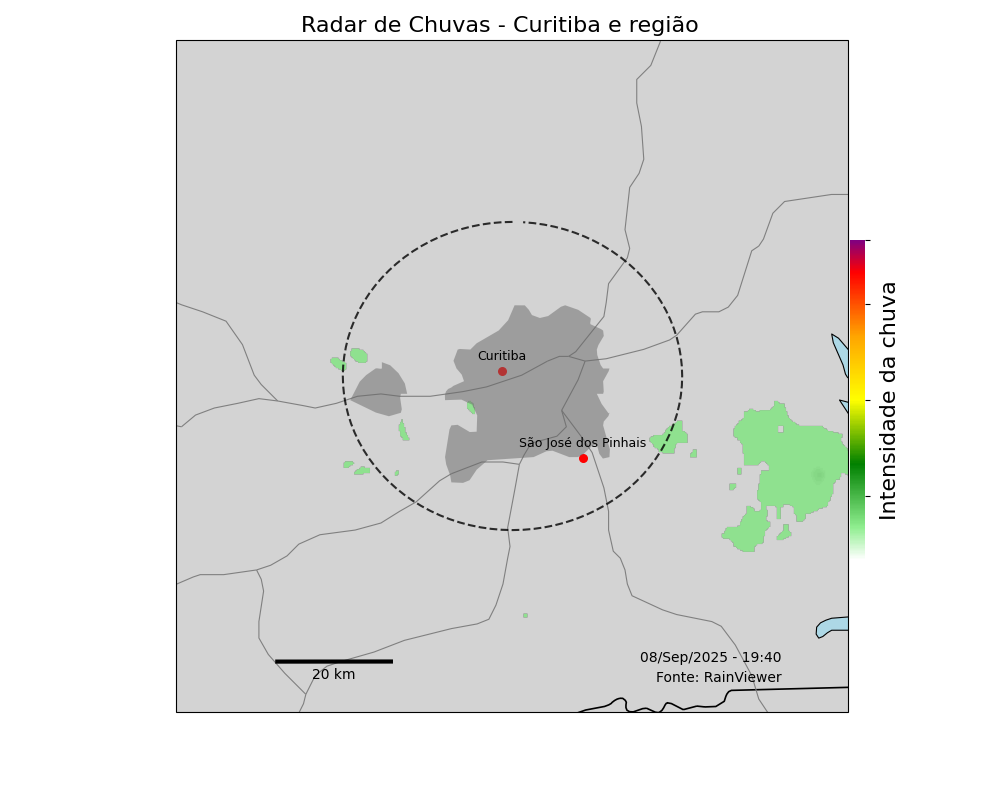 Radar de Chuvas - Curitiba e região
Curitiba
São José dos Pinhais
Intensidade da chuva
20 km
08/Sep/2025 - 19:40
Fonte: RainViewer